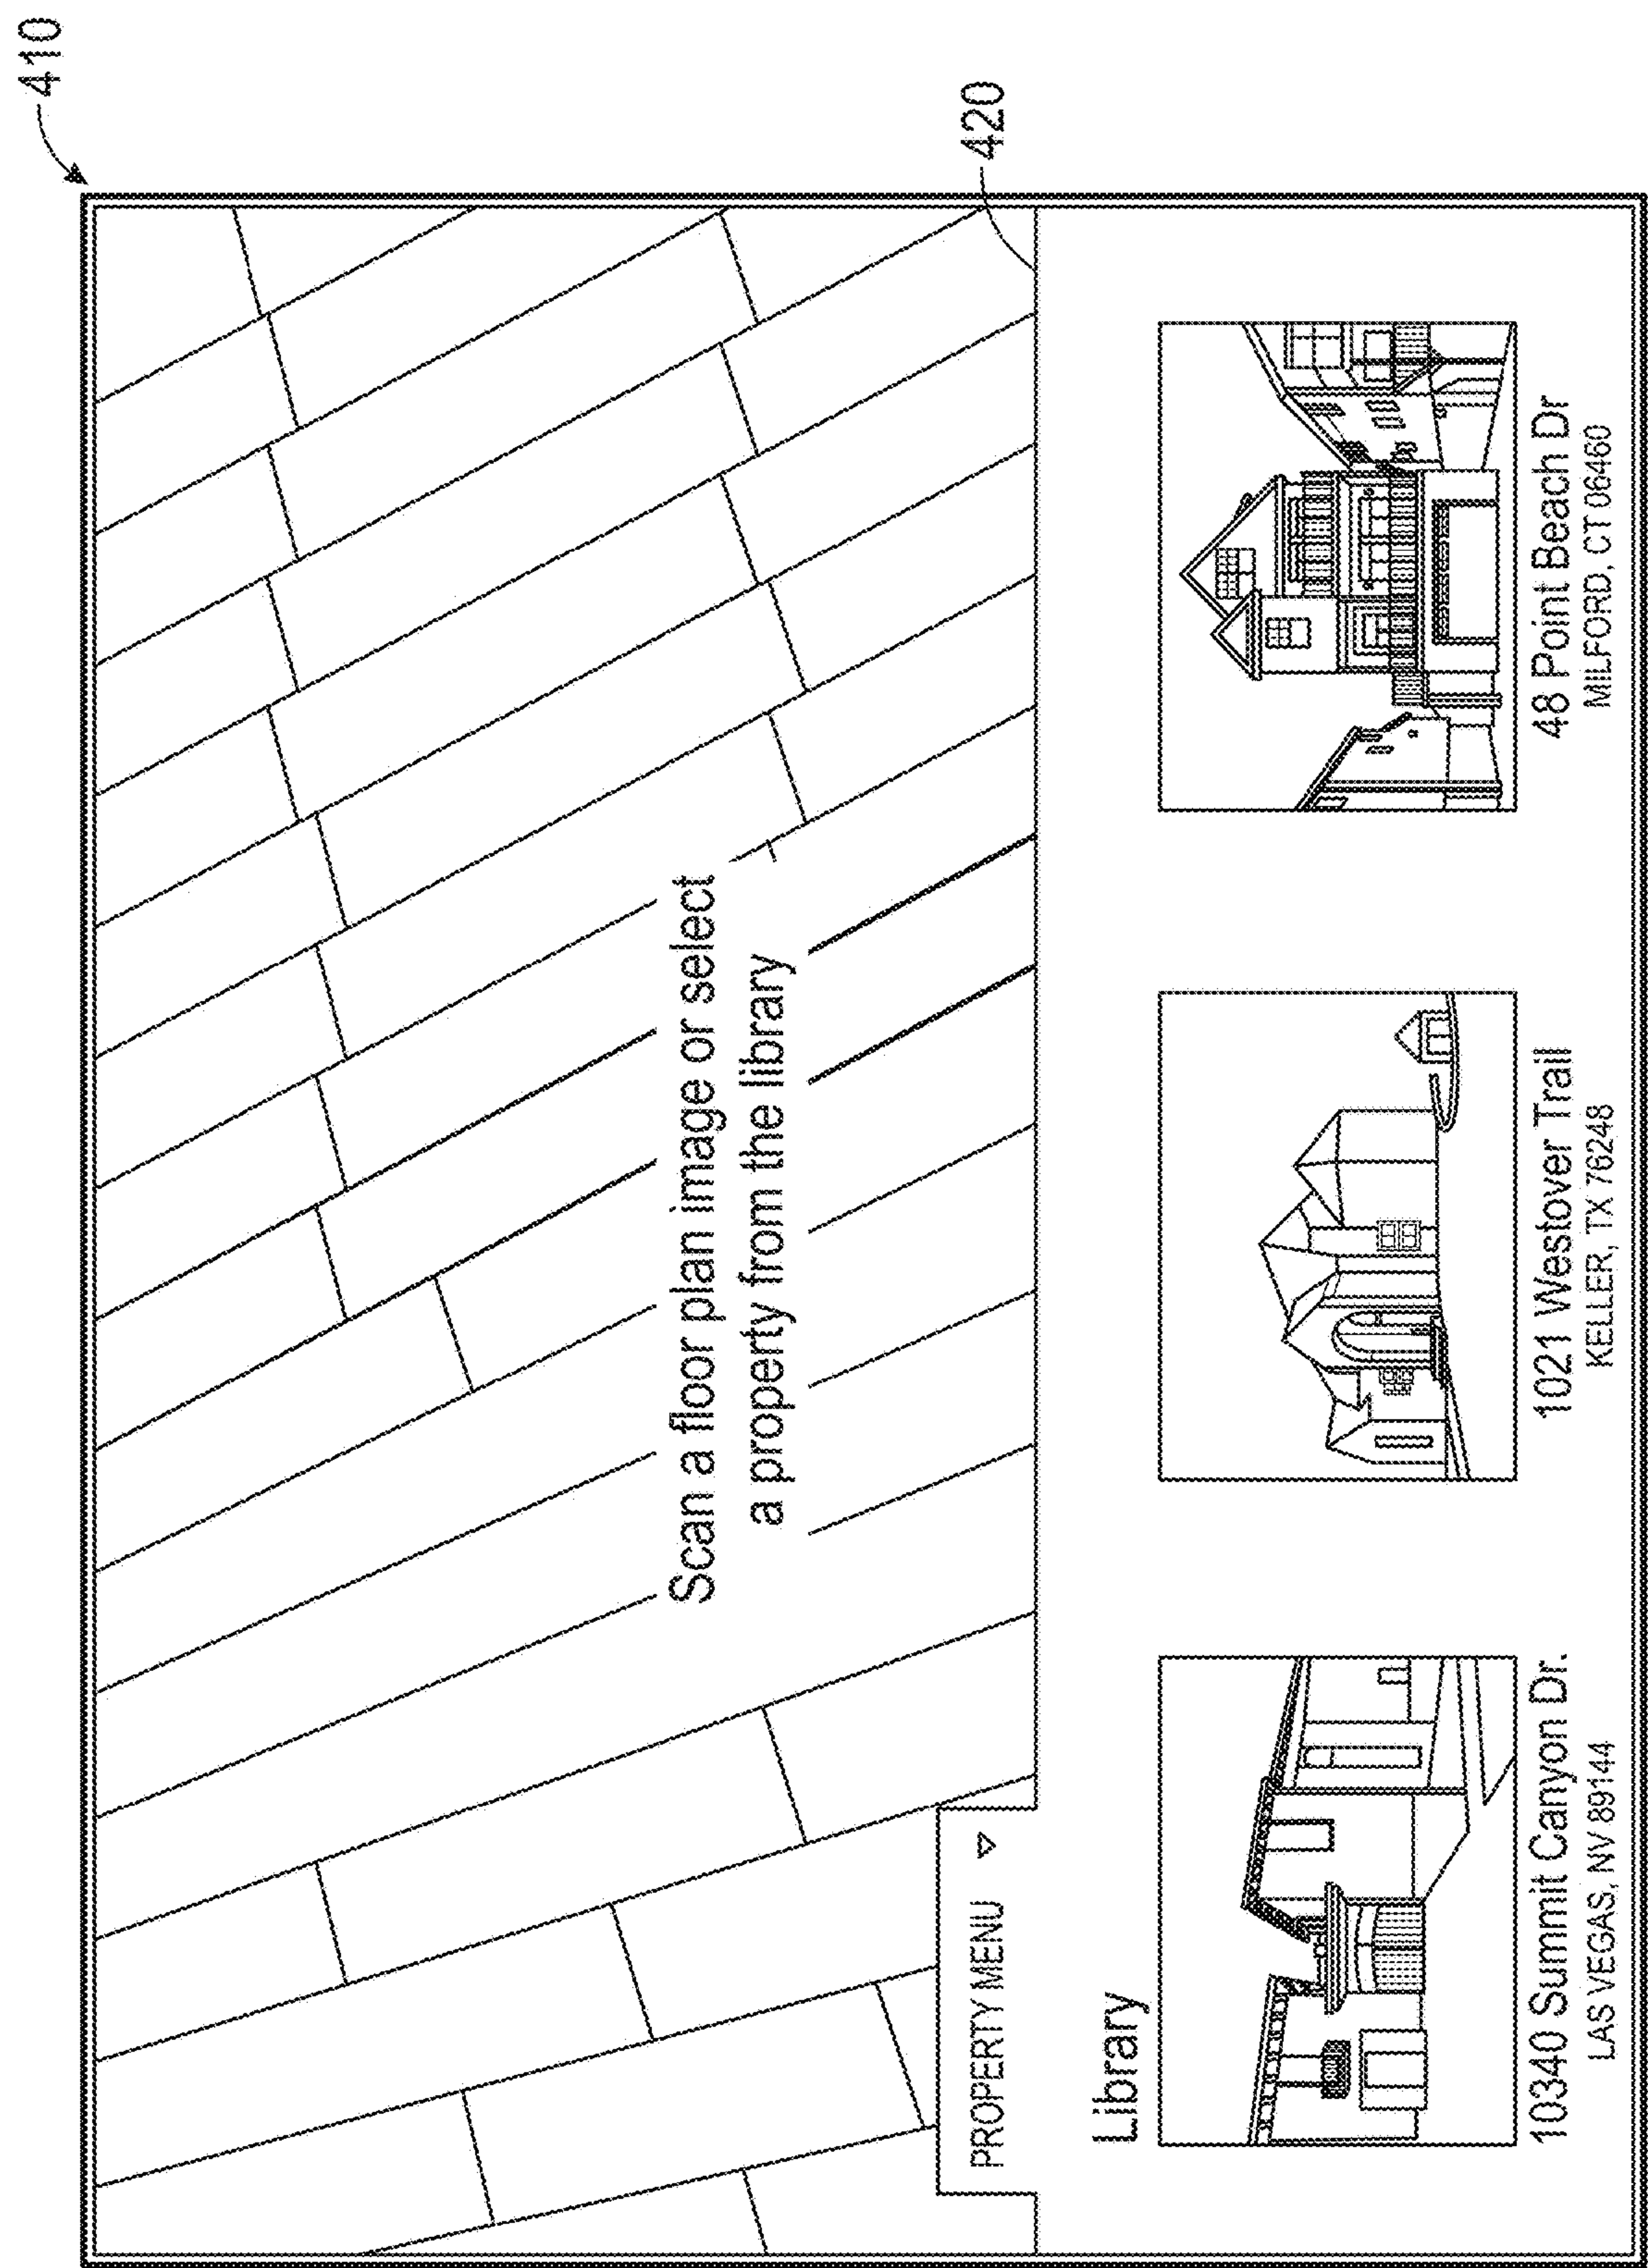 410
420
Scan a floor plan image or select
a property from the library
PROPERTY MENU
Library
10340 Summit Canyon Dr.
LAS VEGAS, NV 89144
1021 Westover Trail
KELLER, TX 76248
48 Point Beach Dr
MILFORD, CT 06460